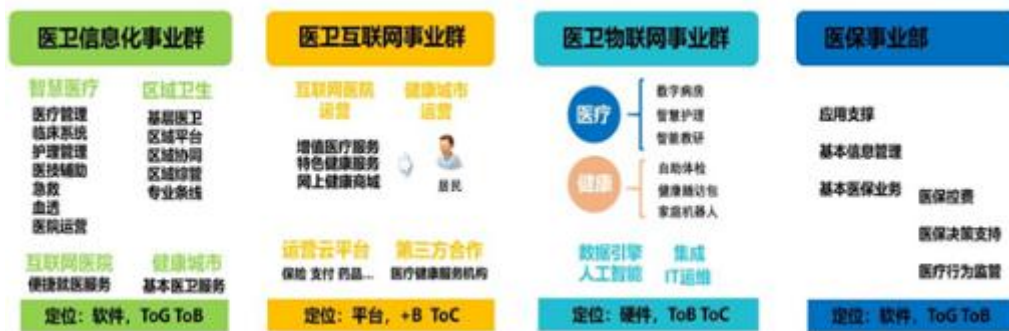 医卫信息化事业群
智慧医疗
医疗管理
临床系统
护理管理
医技辅助
急救
血透
医院运营
区域卫生
基层医卫
区域平台
区域协同
区域综管
专业条线
互联网医院
便捷就医服务
健康城市
基本医卫服务
定位：软件，ToG ToB
医卫互联网事业群
互联网医院
运营
健康城市
运营
增值医疗服务
特色健康服务
网上健康商城
居民
运营云平台
保险 支付 药品...
第三方合作
医疗健康服务机构
定位：平台，+B ToC
医卫物联网事业群
医疗
数字病房
智慧护理
智能教研
健康
自助体检
健康随访包
家庭机器人
数据引擎
人工智能
集成
IT运维
定位：硬件，ToB ToC
医保事业部
应用支撑
基本信息管理
基本医保业务
医保控费
医保决策支持
医疗行为监管
定位：软件，ToG ToB